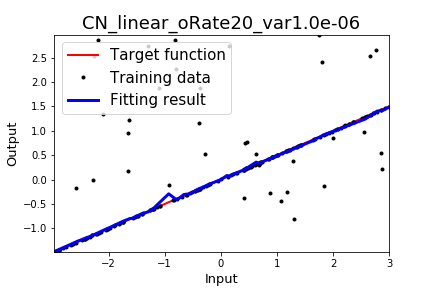 CN_linear_oRate20_var1.0e-06
Target function
Training data
Fitting result
Output
2.5
2.0
1.5
1.0
0.5
0.0
−0.5
−1.0
−2
−1
0
1
2
3
Input